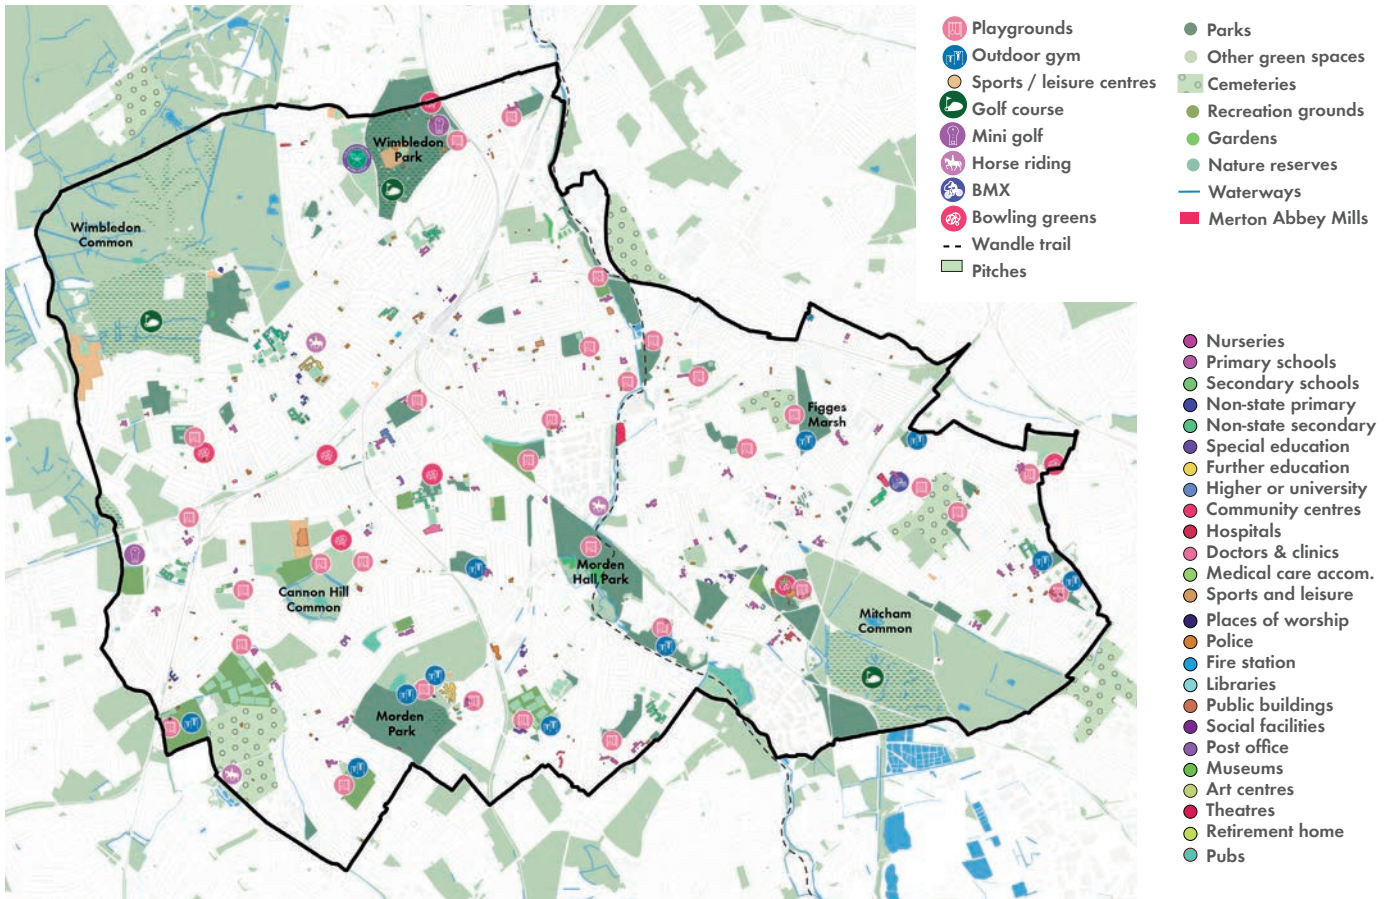 Playgrounds
Outdoor gym
Sports / leisure centres
Golf course
Mini golf
Horse riding
BMX
Bowling greens
Wandle trail
Pitches
Parks
Other green spaces
Cemeteries
Recreation grounds
Gardens
Nature reserves
Waterways
Merton Abbey Mills
Nurseries
Primary schools
Secondary schools
Non-state primary
Non-state secondary
Special education
Further education
Higher or university
Community centres
Hospitals
Doctors & clinics
Medical care accom.
Sports and leisure
Places of worship
Police
Fire station
Libraries
Public buildings
Social facilities
Post office
Museums
Art centres
Theatres
Retirement home
Pubs
Wimbledon
Park
Wimbledon
Common
Figges
Marsh
Morden
Hall Park
Cannon Hill
Common
Mitcham
Common
Morden
Park